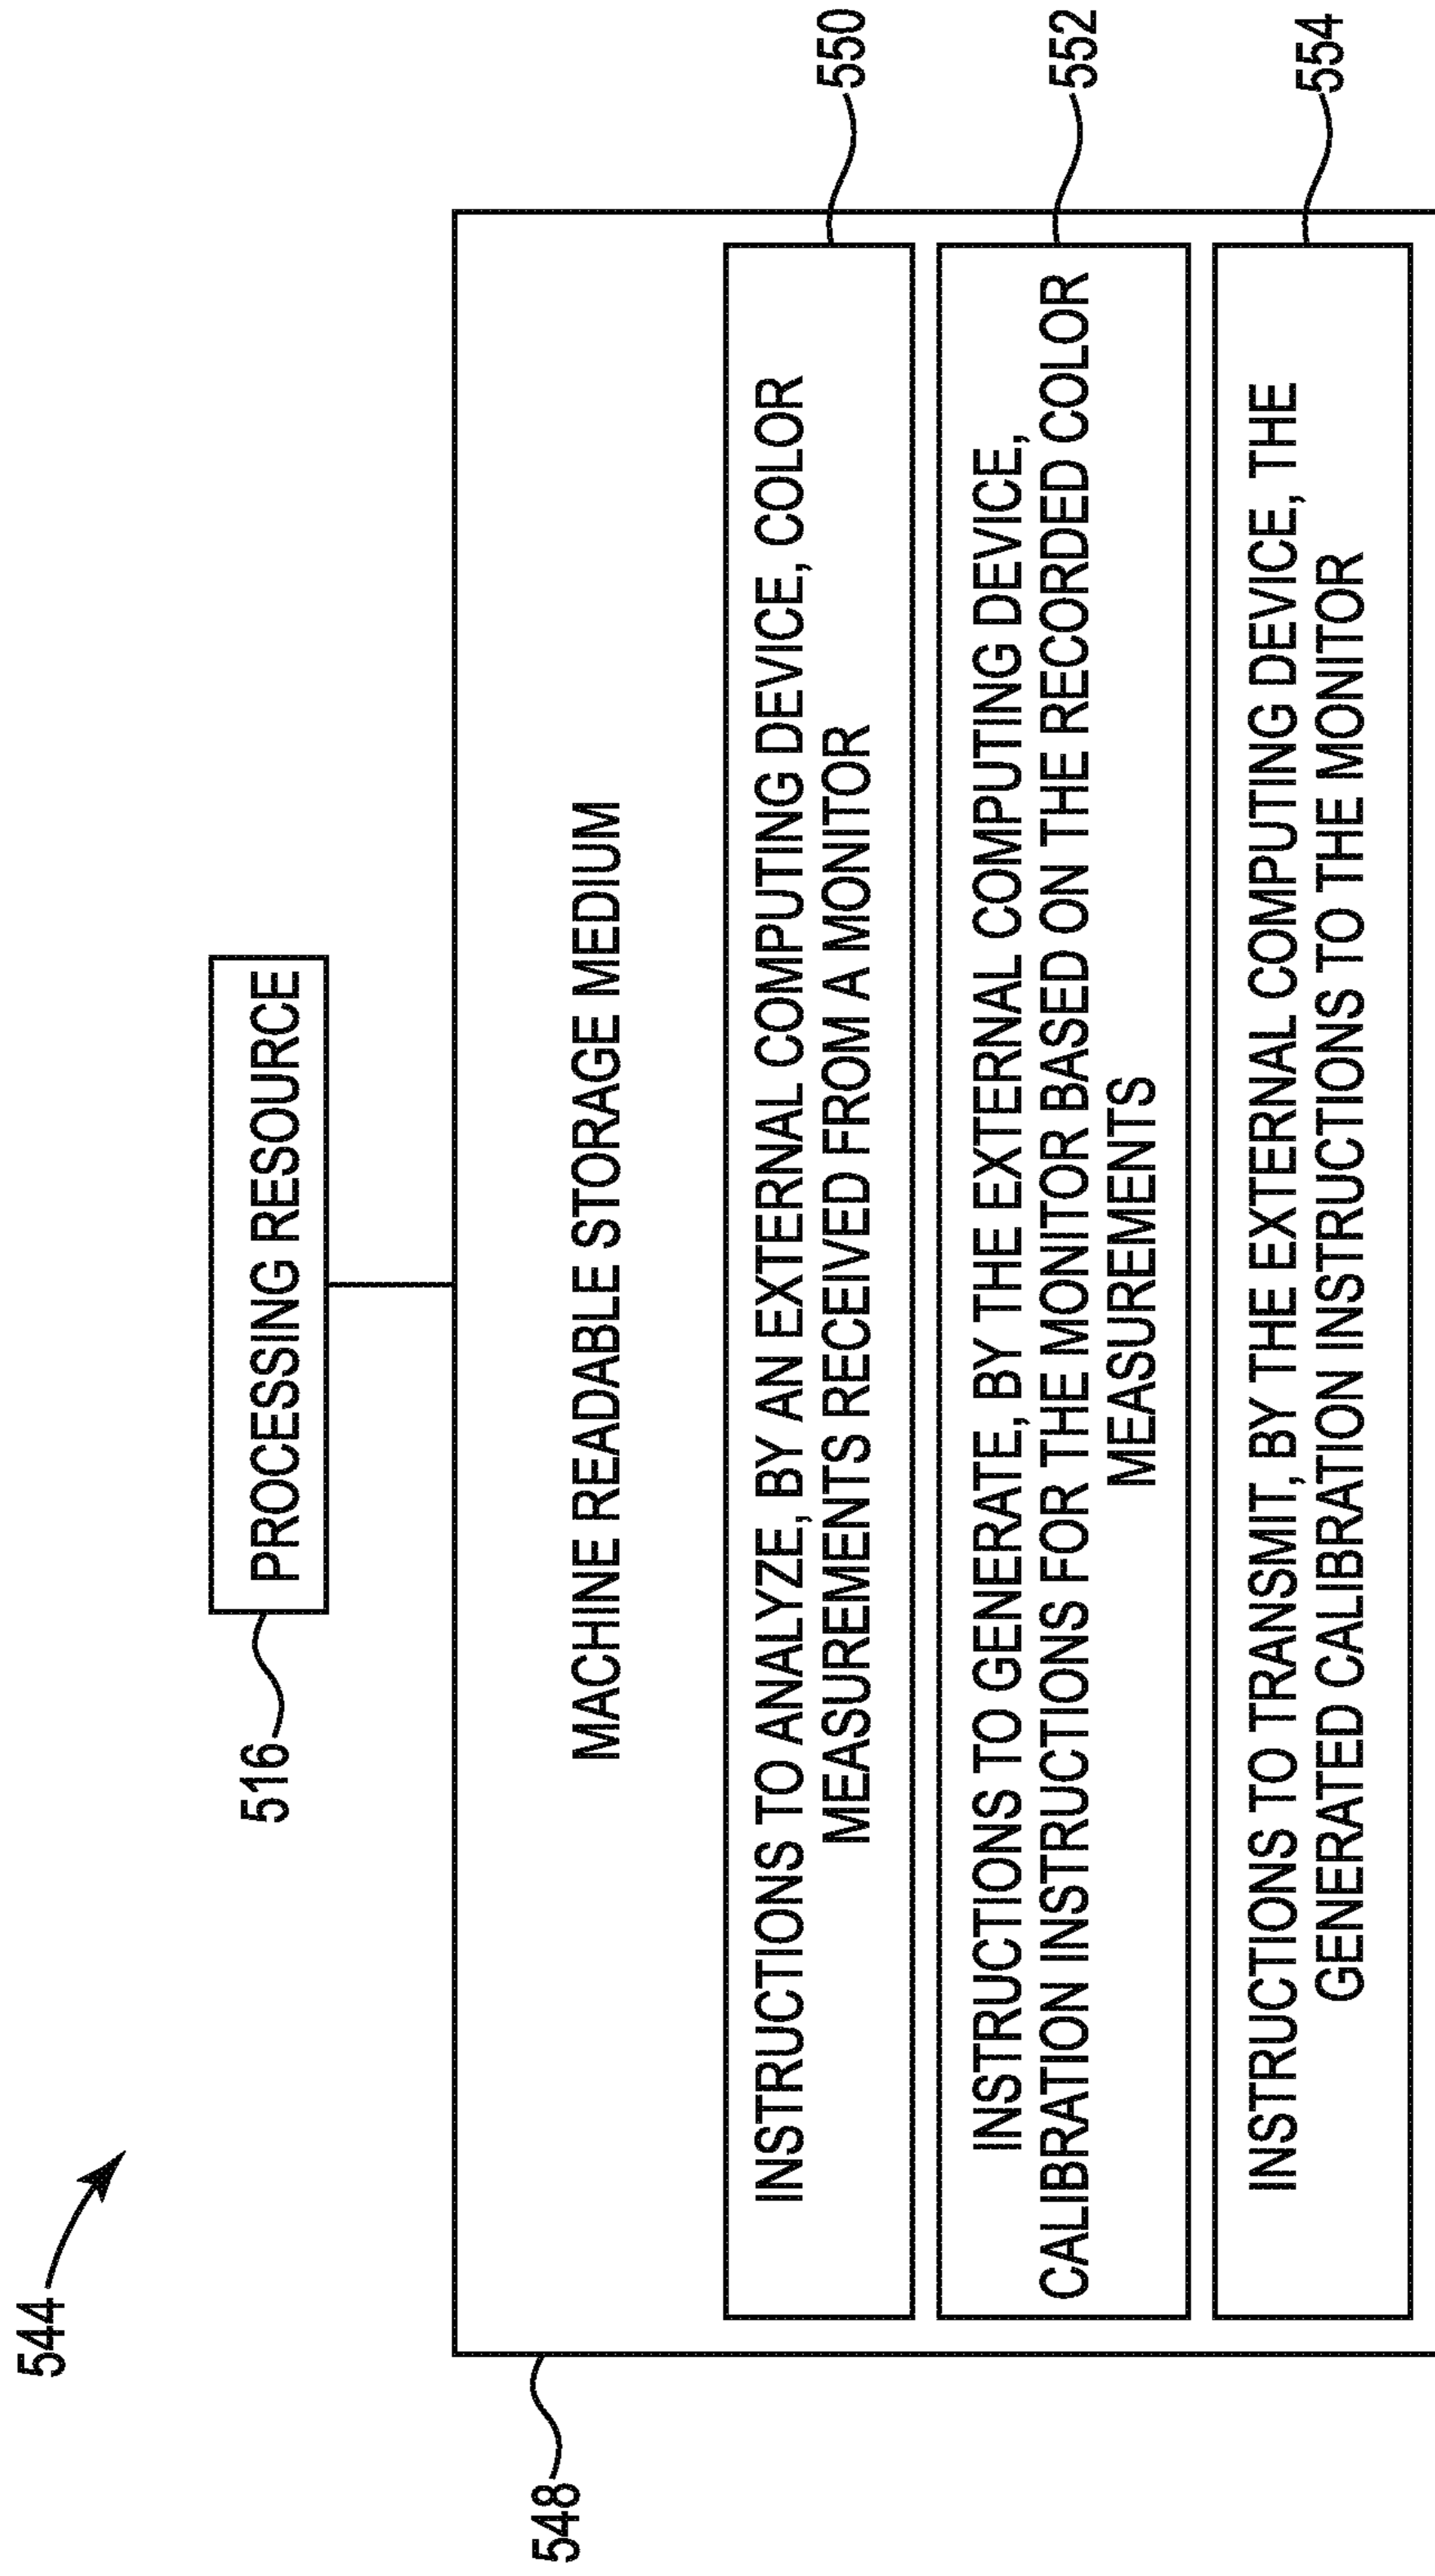 544
516
PROCESSING RESOURCE
548
MACHINE READABLE STORAGE MEDIUM
INSTRUCTIONS TO ANALYZE, BY AN EXTERNAL COMPUTING DEVICE, COLOR
MEASUREMENTS RECEIVED FROM A MONITOR
550
INSTRUCTIONS TO GENERATE, BY THE EXTERNAL COMPUTING DEVICE,
CALIBRATION INSTRUCTIONS FOR THE MONITOR BASED ON THE RECORDED COLOR
MEASUREMENTS
552
INSTRUCTIONS TO TRANSMIT, BY THE EXTERNAL COMPUTING DEVICE, THE
GENERATED CALIBRATION INSTRUCTIONS TO THE MONITOR
554